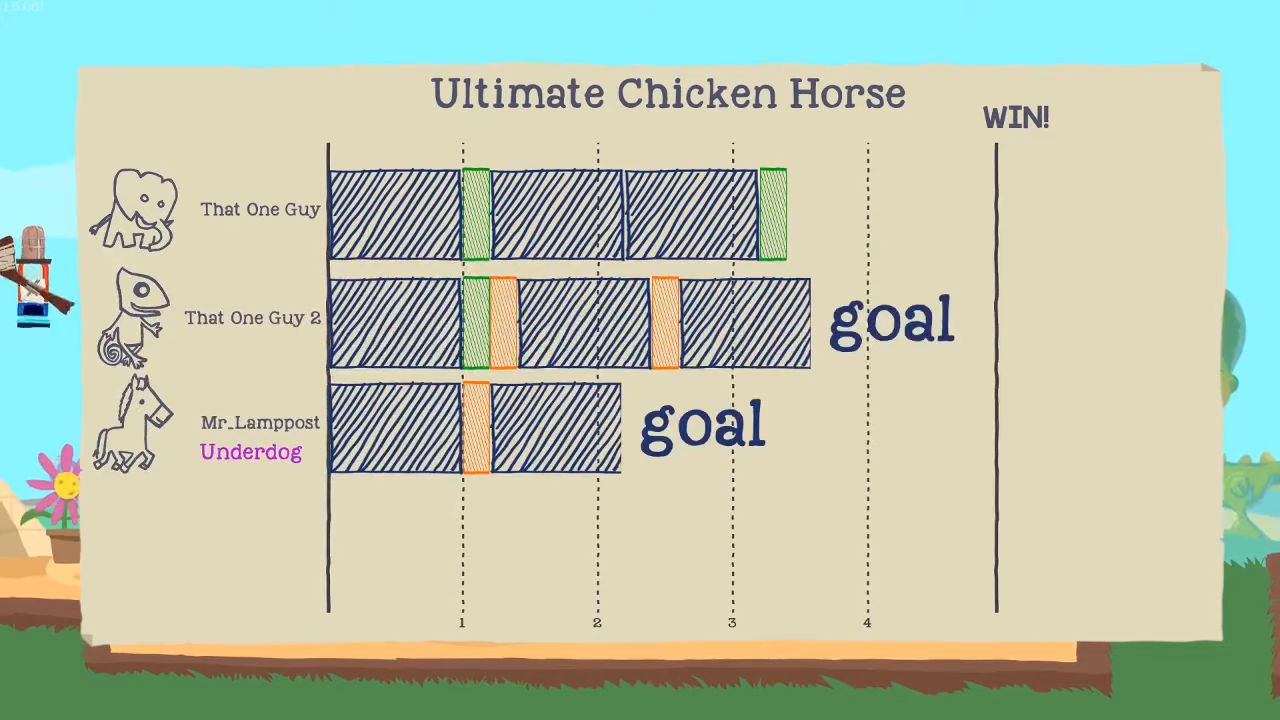 Ultimate Chicken Horse
WIN!
That One Guy
That One Guy 2
goal
Mr_Lamppost
goal
Underdog
1 2 3 4